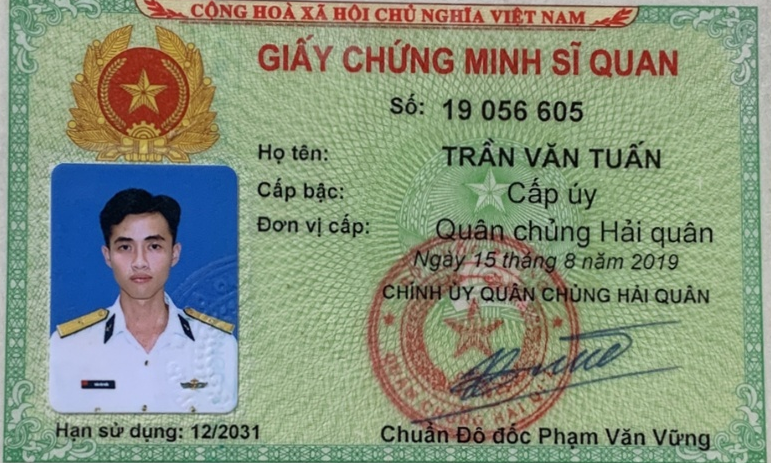 CỘNG HOÀ XÃ HỘI CHỦ NGHĨA VIỆT NAM
GIẤY CHỨNG MINH SĨ QUAN
Số: 19 056 605
Họ tên: TRẦN VĂN TUẤN
Cấp bậc: Cấp úy
Đơn vị cấp: Quân chủng Hải quân
Ngày 15 tháng 8 năm 2019
CHÍNH ỦY QUÂN CHỦNG HẢI QUÂN
Hạn sử dụng: 12/2031
Chuẩn Đô đốc Phạm Văn Vững